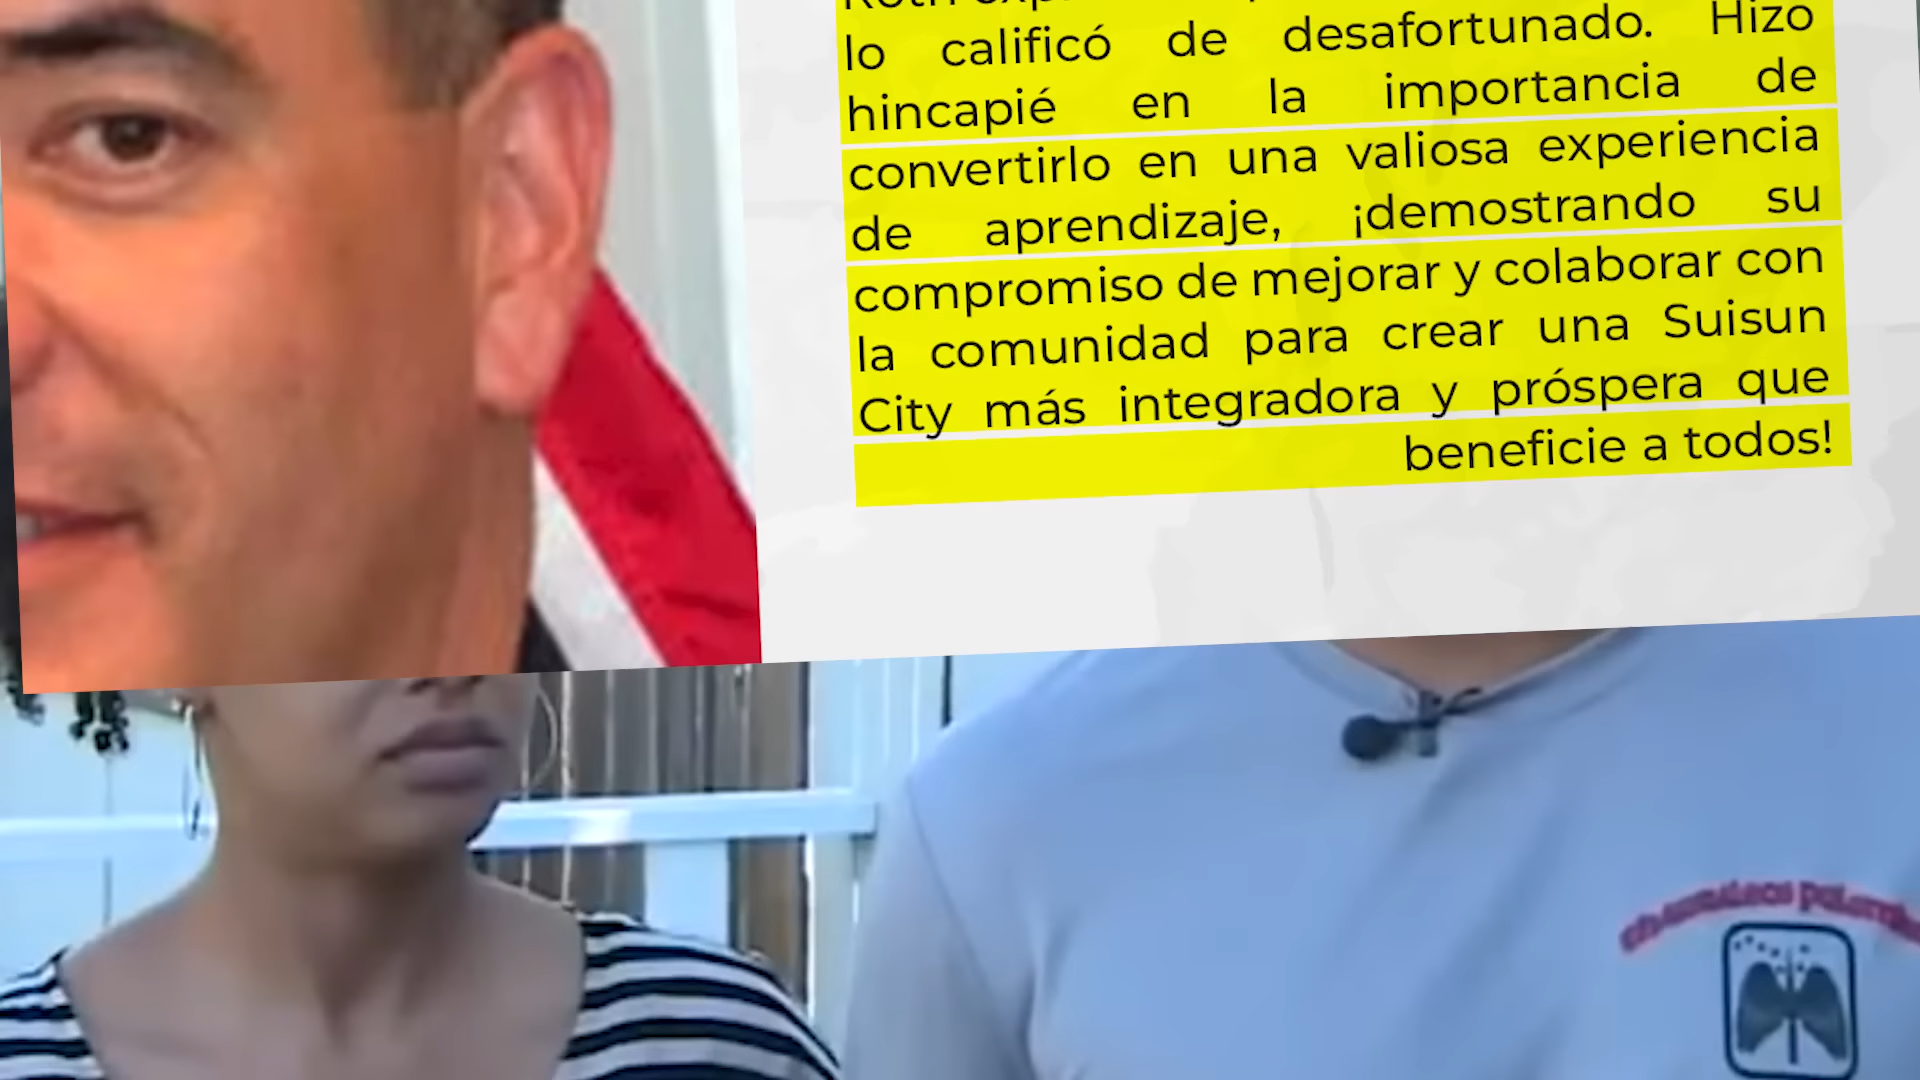 lo calificó de desafortunado. Hizo
hincapié en la importancia de
convertirlo en una valiosa experiencia
de aprendizaje, ¡demostrando su
compromiso de mejorar y colaborar con
la comunidad para crear una Suisun
City más integradora y próspera que
beneficie a todos!